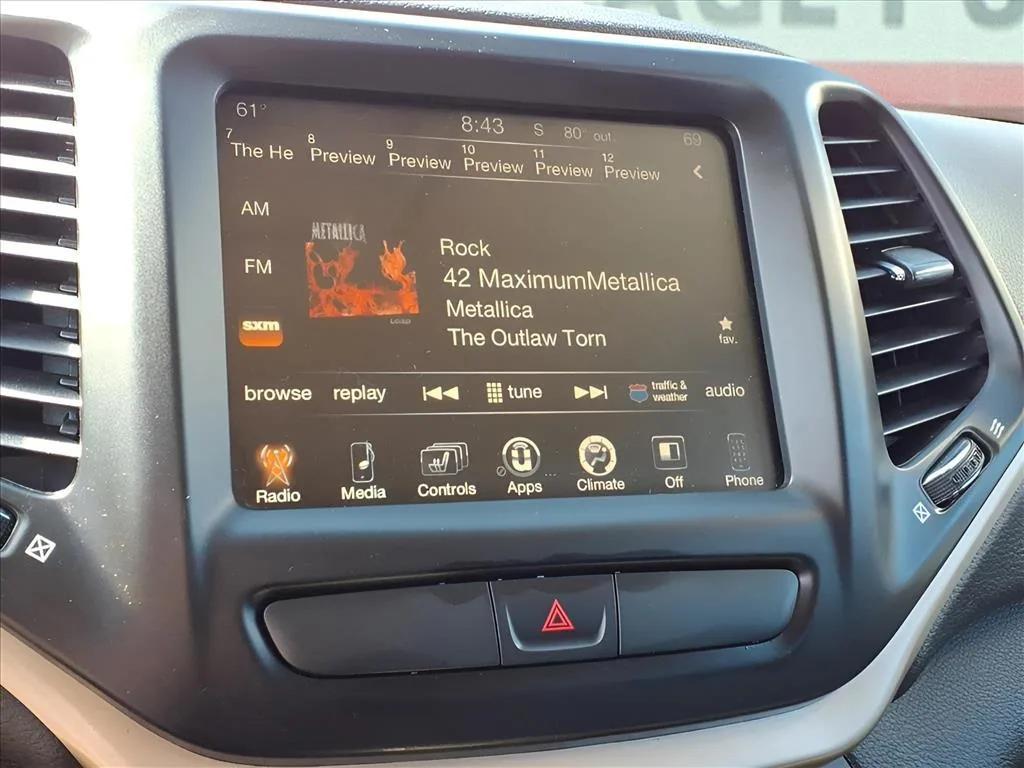 AGE F
61°
8:43
S
80° out.
69
7 The He
8 Preview
9 Preview
10 Preview
11 Preview
12 Preview
AM
FM
sxm
METALLICA
LOAD
Rock
42 MaximumMetallica
Metallica
The Outlaw Torn
fav.
browse
replay
tune
traffic &
weather
audio
Radio
Media
Controls
Apps
Climate
Off
Phone